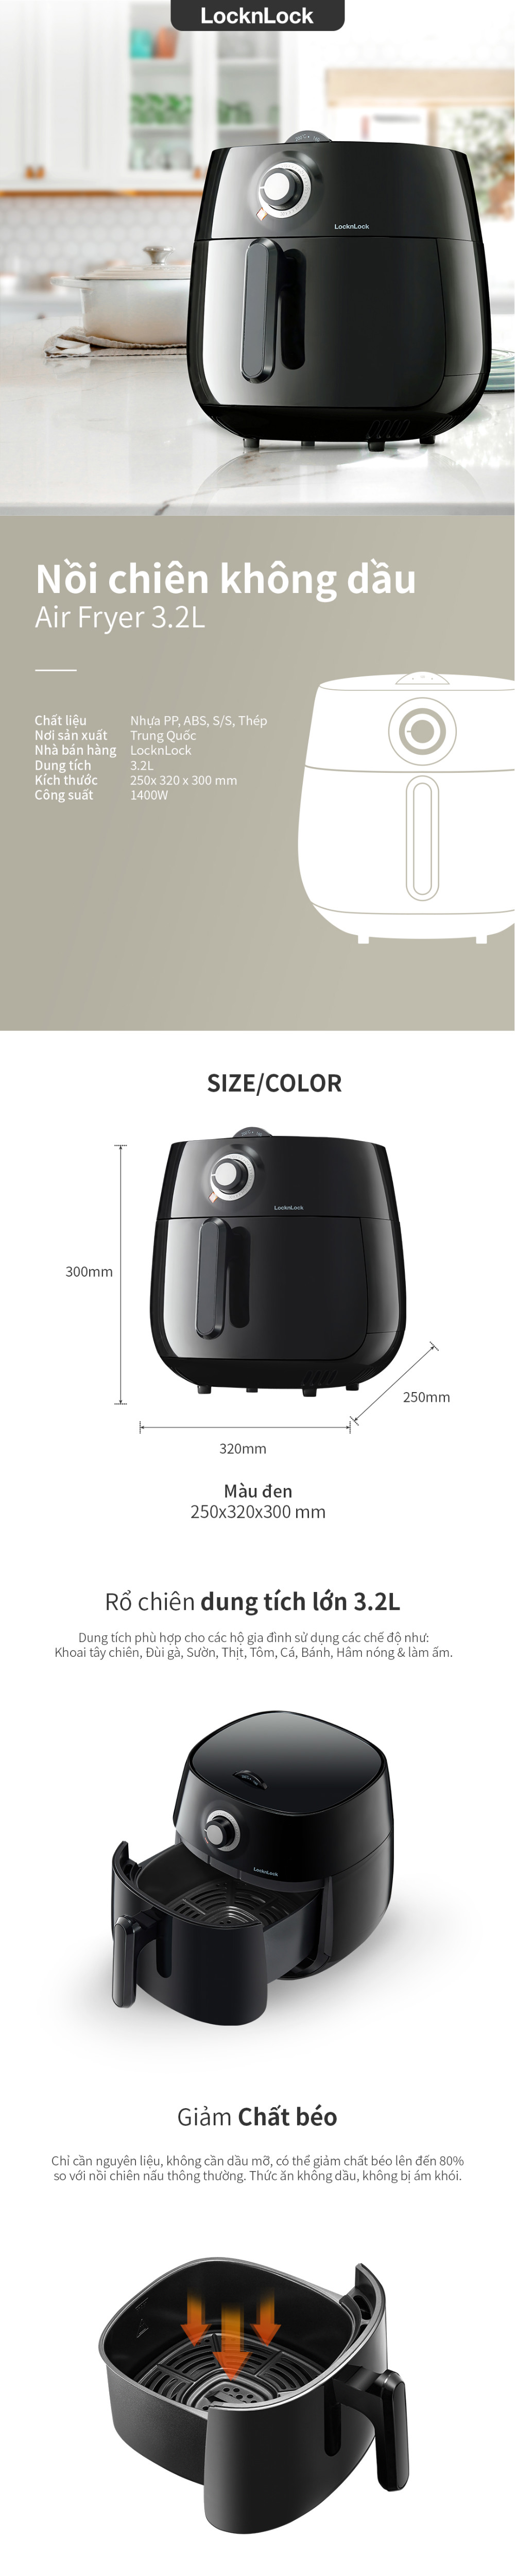 LocknLock
LocknLock
Nồi chiên không dầu
Air Fryer 3.2L
Chất liệu Nhựa PP, ABS, S/S, Thép
Nơi sản xuất Trung Quốc
Nhà bán hàng LocknLock
Dung tích 3.2L
Kích thước 250x 320 x 300 mm
Công suất 1400W
SIZE/COLOR
LocknLock
300mm
250mm
320mm
Màu đen
250x320x300 mm
Rổ chiên dung tích lớn 3.2L
Dung tích phù hợp cho các hộ gia đình sử dụng các chế độ như:
Khoai tây chiên, Đùi gà, Sườn, Thịt, Tôm, Cá, Bánh, Hâm nóng & làm ấm.
LocknLock
Giảm Chất béo
Chỉ cần nguyên liệu, không cần dầu mỡ, có thể giảm chất béo lên đến 80%
so với nồi chiên nấu thông thường. Thức ăn không dầu, không bị ám khói.